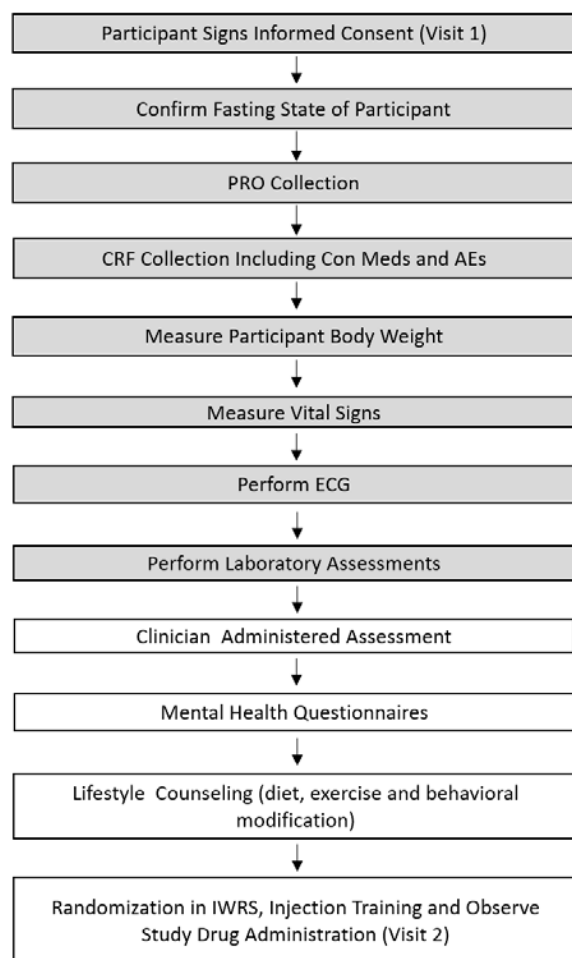 Participant Signs Informed Consent (Visit 1)
Confirm Fasting State of Participant
PRO Collection
CRF Collection Including Con Meds and AEs
Measure Participant Body Weight
Measure Vital Signs
Perform ECG
Perform Laboratory Assessments
Clinician Administered Assessment
Mental Health Questionnaires
Lifestyle Counseling (diet, exercise and behavioral
modification)
Randomization in IWRS, Injection Training and Observe
Study Drug Administration (Visit 2)